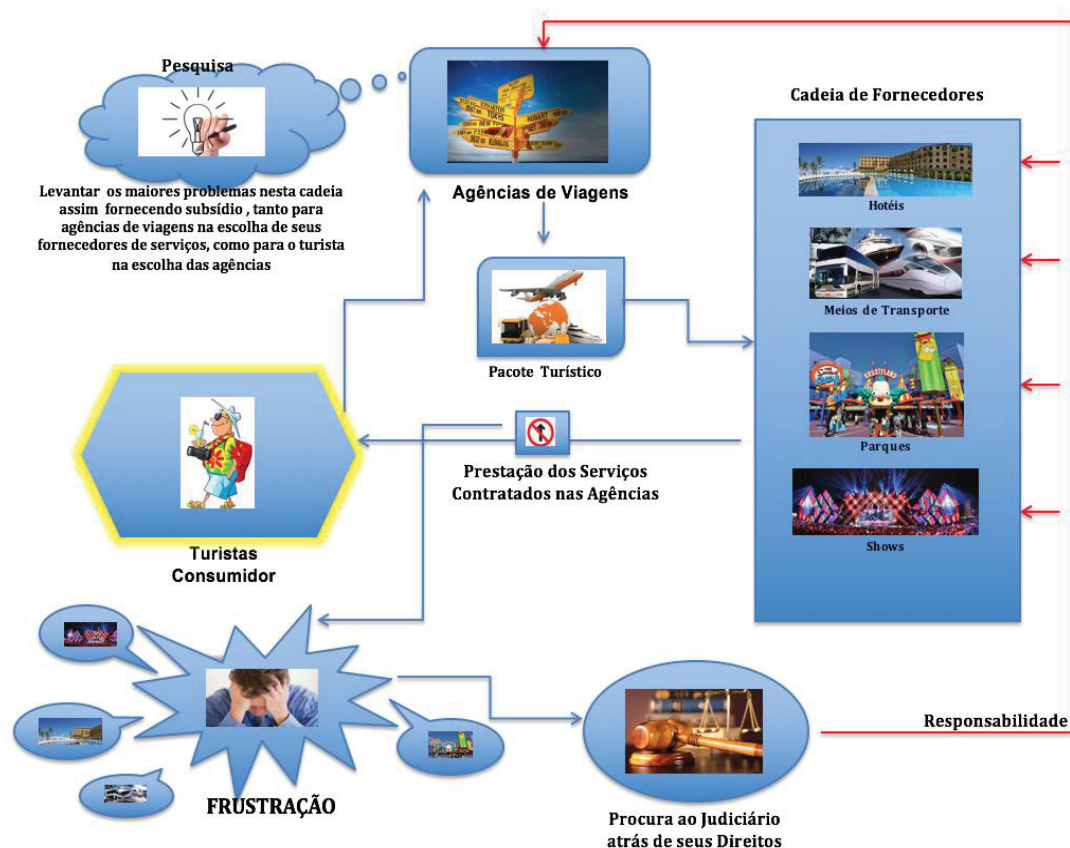 Pesquisa
Levantar os maiores problemas nesta cadeia
assim fornecendo subsídio , tanto para
agências de viagens na escolha de seus
fornecedores de serviços, como para o turista
na escolha das agências
Agências de Viagens
Pacote Turístico
Cadeia de Fornecedores
Hotéis
Meios de Transporte
Parques
Shows
Prestação dos Serviços
Contratados nas Agências
Turistas
Consumidor
FRUSTRAÇÃO
Procura ao Judiciário
atrás de seus Direitos
Responsabilidade
TOKYO
HOBART
KRUSTYLAND